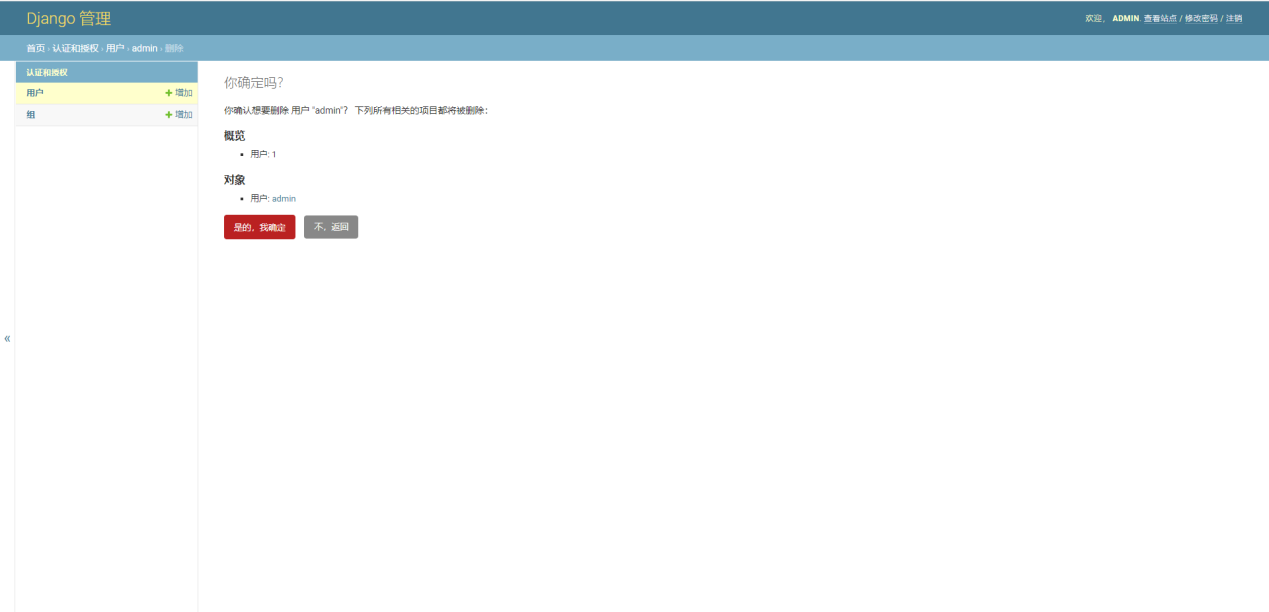 Django 管理
欢迎， ADMIN. 查看站点 / 修改密码 / 注销
首页 › 认证和授权 › 用户 › admin › 删除
认证和授权
用户 + 增加
组 + 增加
你确定吗？
你确认想要删除 用户 "admin"？ 下列所有相关的项目都将被删除：
概览
用户: 1
对象
用户: admin
是的，我确定 不，返回
«